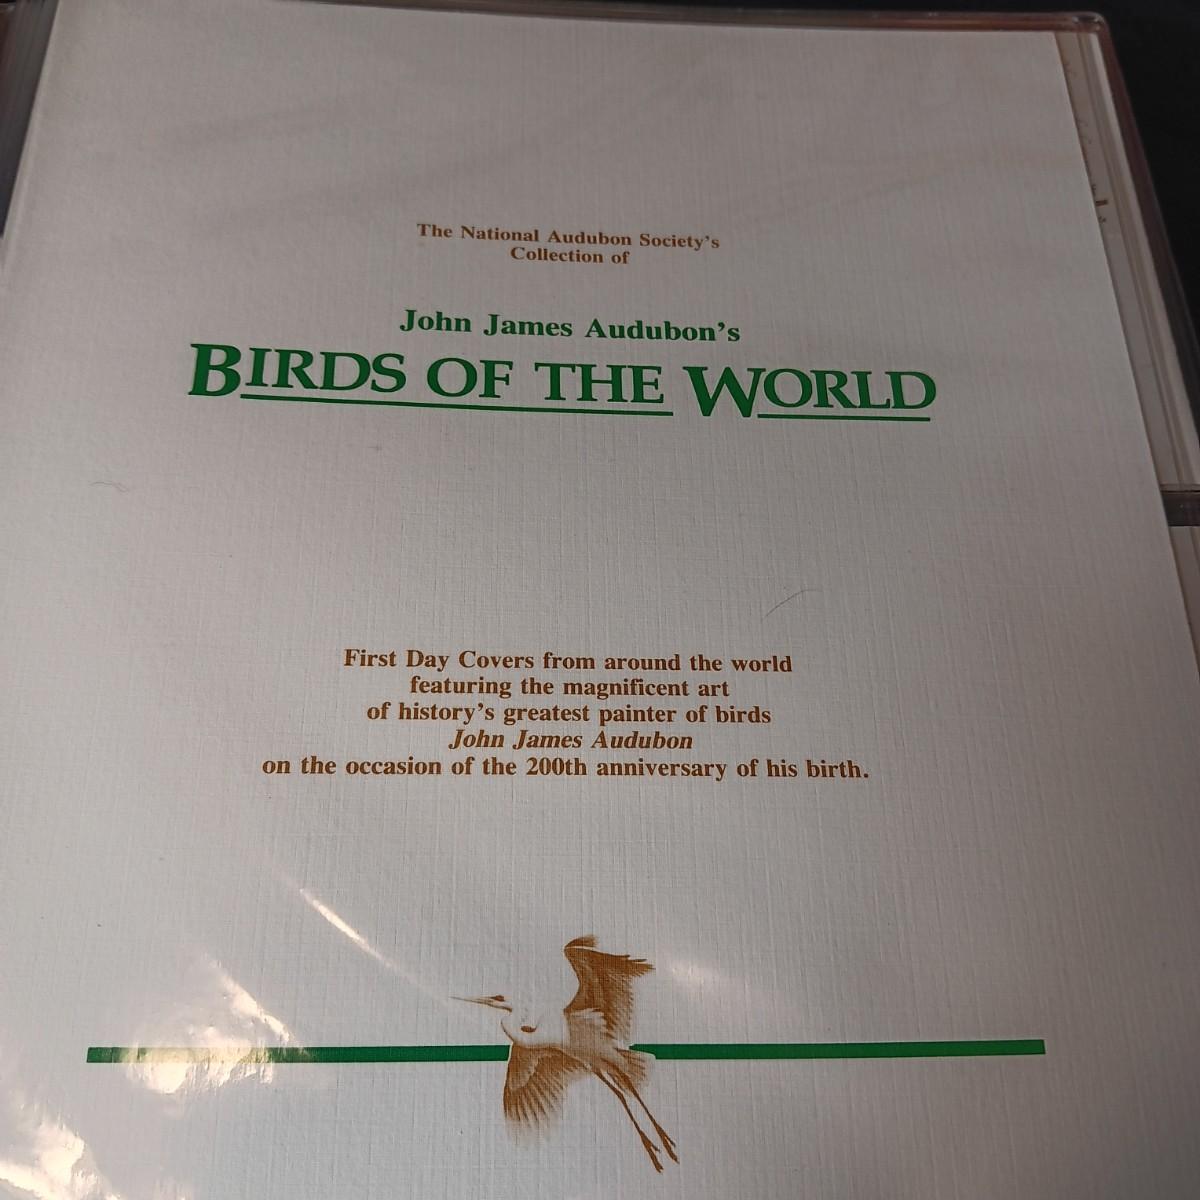 The National Audubon Society's
Collection of
John James Audubon's
BIRDS OF THE WORLD
First Day Covers from around the world
featuring the magnificent art
of history's greatest painter of birds
John James Audubon
on the occasion of the 200th anniversary of his birth.